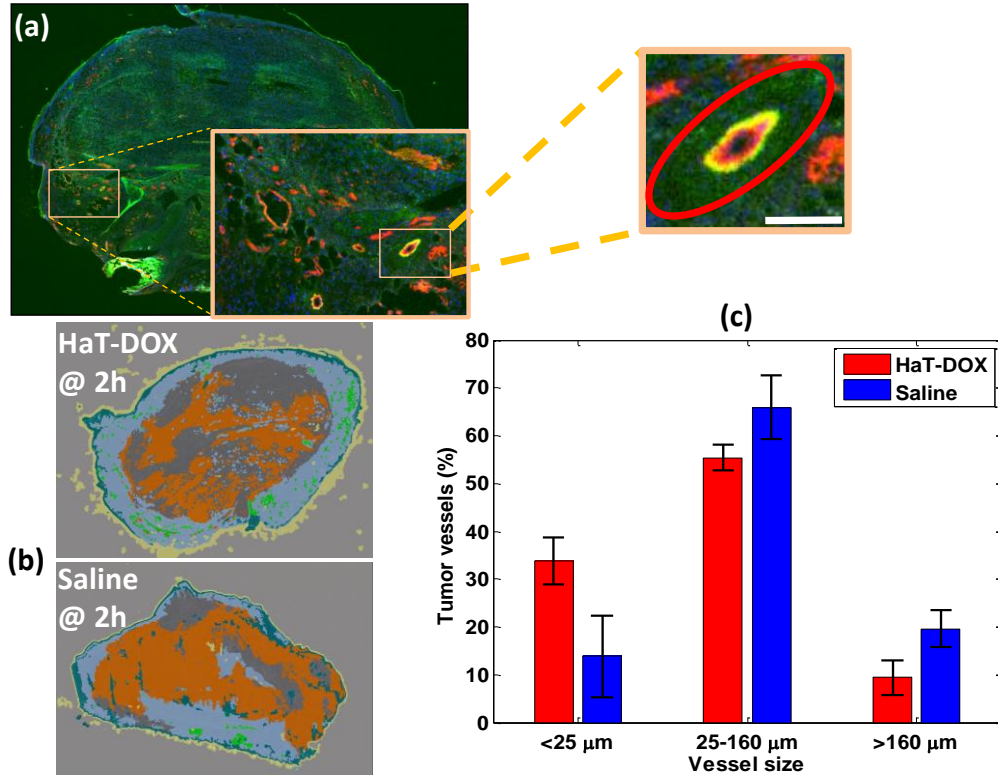 (a)
HaT-DOX
@ 2h
(b)
Saline
@ 2h
(c)
80
70
60
50
40
30
20
10
0
Tumor vessels (%)
HaT-DOX
Saline
<25 μm
25-160 μm
>160 μm
Vessel size